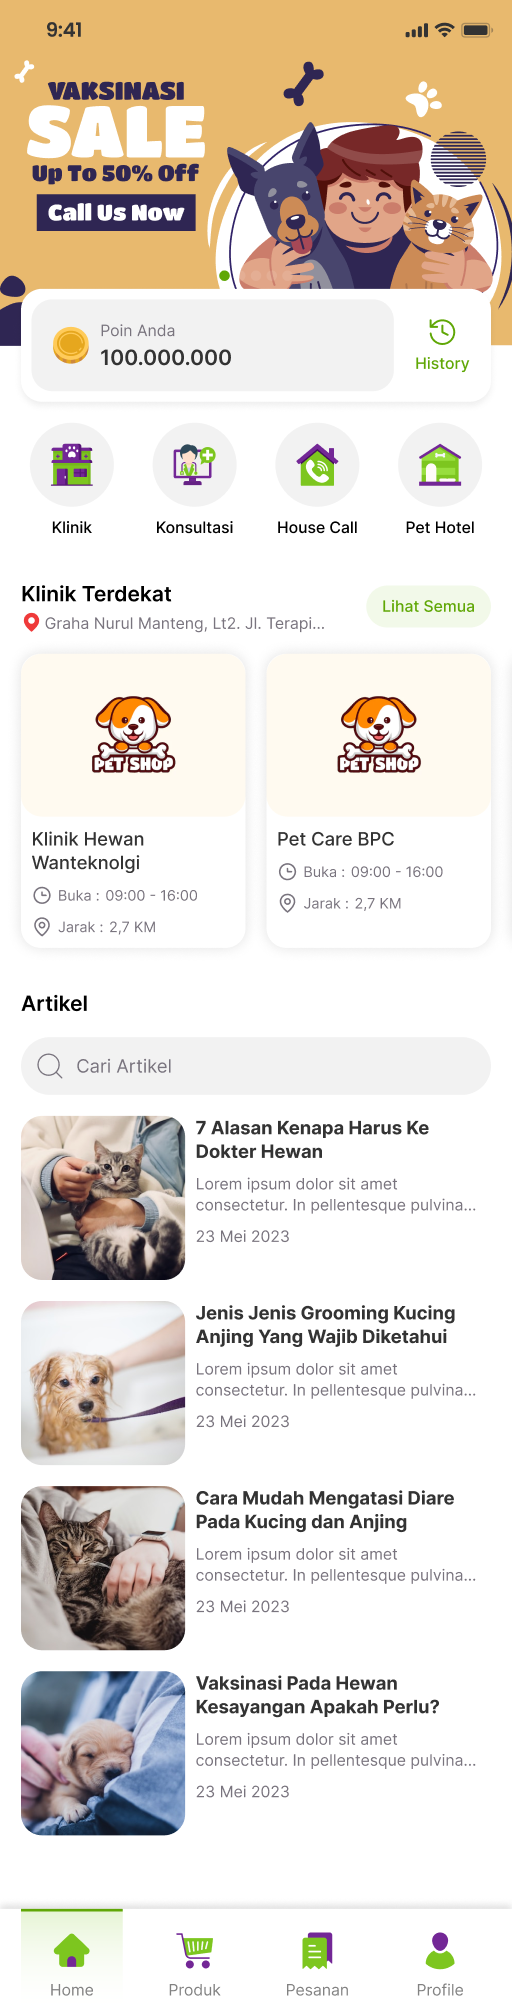 9:41
VAKSINASI
SALE
Up To 50% Off
Call Us Now
Poin Anda
100.000.000
History
Klinik
Konsultasi
House Call
Pet Hotel
Klinik Terdekat
Graha Nurul Manteng, Lt2. Jl. Terapi...
Lihat Semua
PET SHOP
PET SHOP
Klinik Hewan
Wanteknolgi
Buka : 09:00 - 16:00
Jarak : 2,7 KM
Pet Care BPC
Buka : 09:00 - 16:00
Jarak : 2,7 KM
Artikel
Cari Artikel
7 Alasan Kenapa Harus Ke
Dokter Hewan
Lorem ipsum dolor sit amet
consectetur. In pellentesque pulvina...
23 Mei 2023
Jenis Jenis Grooming Kucing
Anjing Yang Wajib Diketahui
Lorem ipsum dolor sit amet
consectetur. In pellentesque pulvina...
23 Mei 2023
Cara Mudah Mengatasi Diare
Pada Kucing dan Anjing
Lorem ipsum dolor sit amet
consectetur. In pellentesque pulvina...
23 Mei 2023
Vaksinasi Pada Hewan
Kesayangan Apakah Perlu?
Lorem ipsum dolor sit amet
consectetur. In pellentesque pulvina...
23 Mei 2023
Home
Produk
Pesanan
Profile